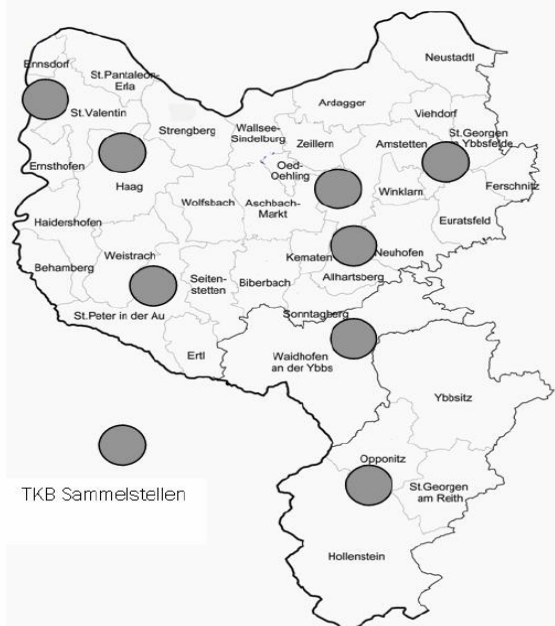 Neustadtl
Ernsdorf
St.Pantaleon-
Erla
Ardagger
St.Valentin
Viehdorf
Strengberg
Wallsee-
Sindelburg
St.Georgen
Ybbsfelde
Zeillern
Amstetten
Oed-
Oehling
Ernsthofen
Haag
Winklarn
Ferschnitz
Wolfsbach
Aschbach-
Markt
Haidershofen
Euratsfeld
Weistrach
Kematen
Neuhofen
Behamberg
Seiten-
stetten
Biberbach
Allhartsberg
St.Peter in der Au
Sonntagberg
Ertl
Waidhofen
an der Ybbs
Ybbsitz
Opponitz
TKB Sammelstellen
St.Georgen
am Reith
Hollenstein